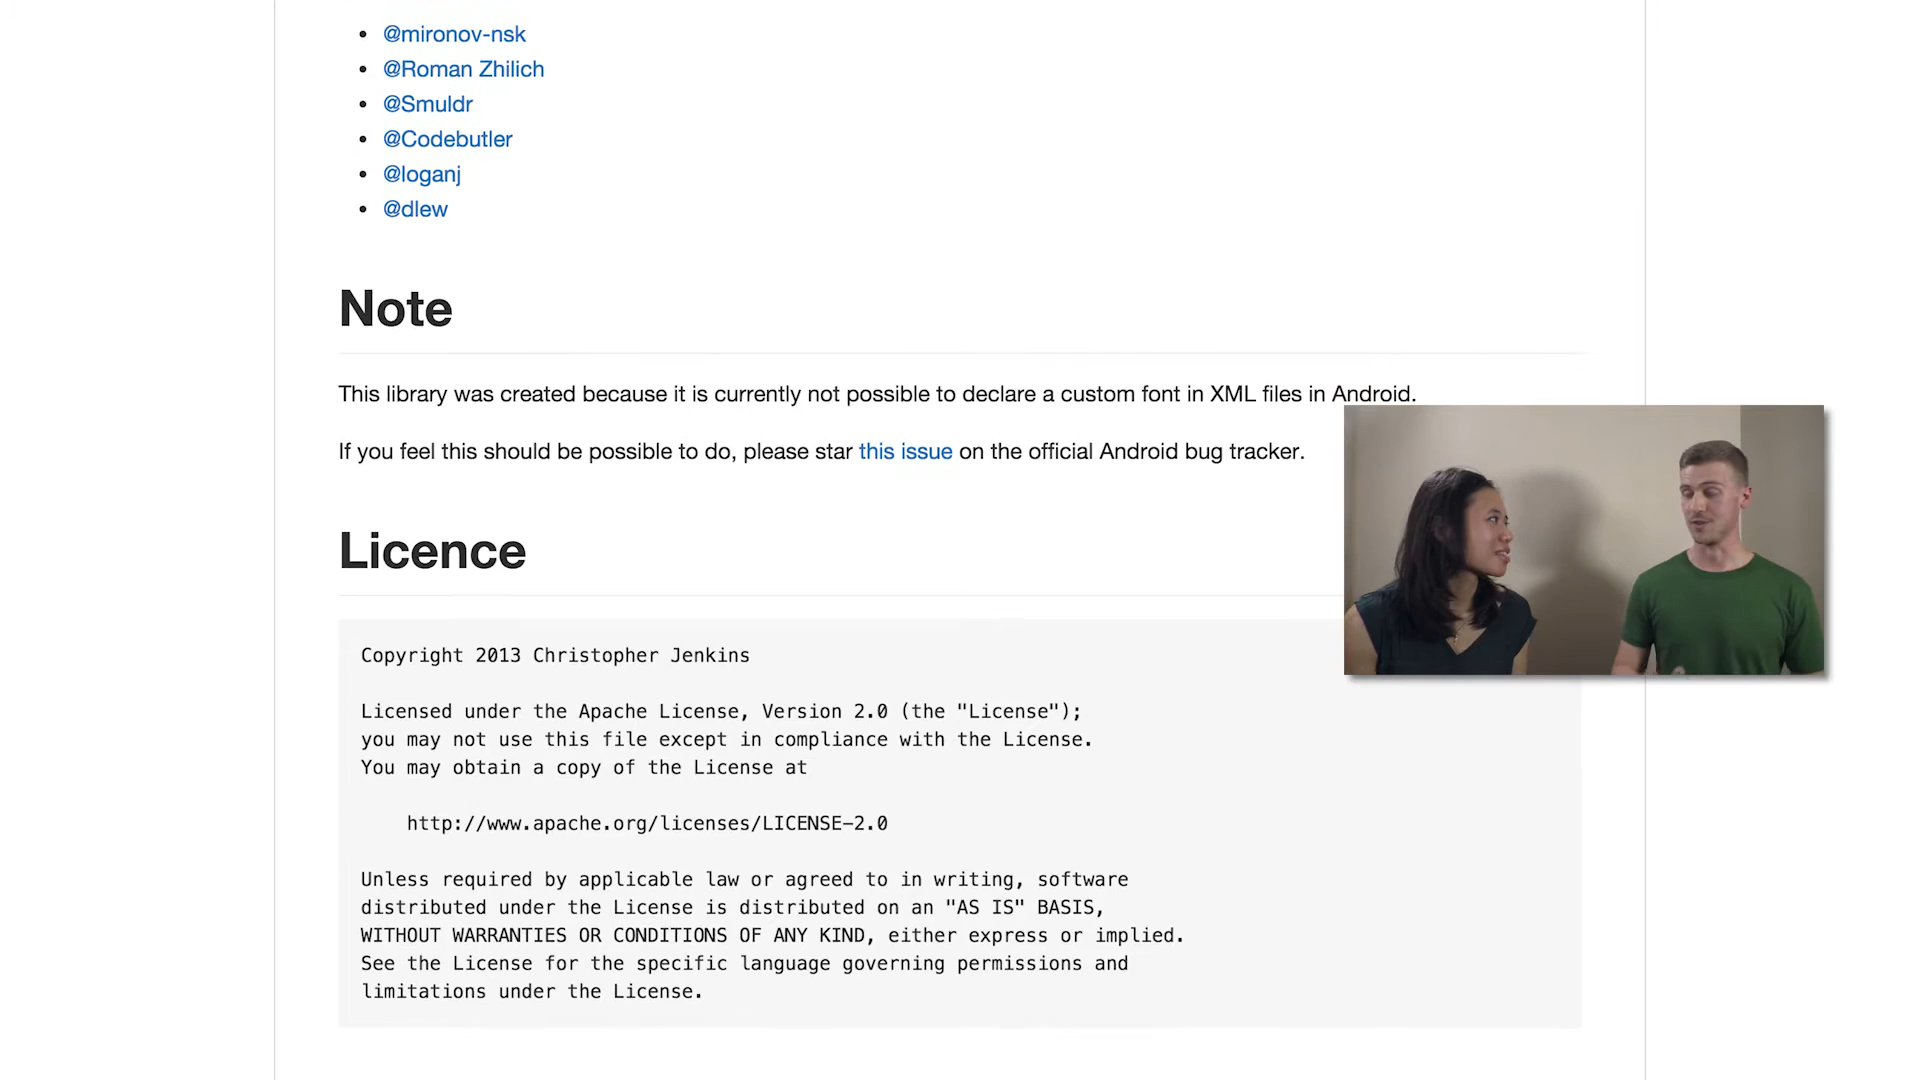 @mironov-nsk
@Roman Zhilich
@Smuldr
@Codebutler
@loganj
@dlew
Note
This library was created because it is currently not possible to declare a custom font in XML files in Android.
If you feel this should be possible to do, please star this issue on the official Android bug tracker.
Licence
Copyright 2013 Christopher Jenkins
Licensed under the Apache License, Version 2.0 (the "License");
you may not use this file except in compliance with the License.
You may obtain a copy of the License at
http://www.apache.org/licenses/LICENSE-2.0
Unless required by applicable law or agreed to in writing, software
distributed under the License is distributed on an "AS IS" BASIS,
WITHOUT WARRANTIES OR CONDITIONS OF ANY KIND, either express or implied.
See the License for the specific language governing permissions and
limitations under the License.